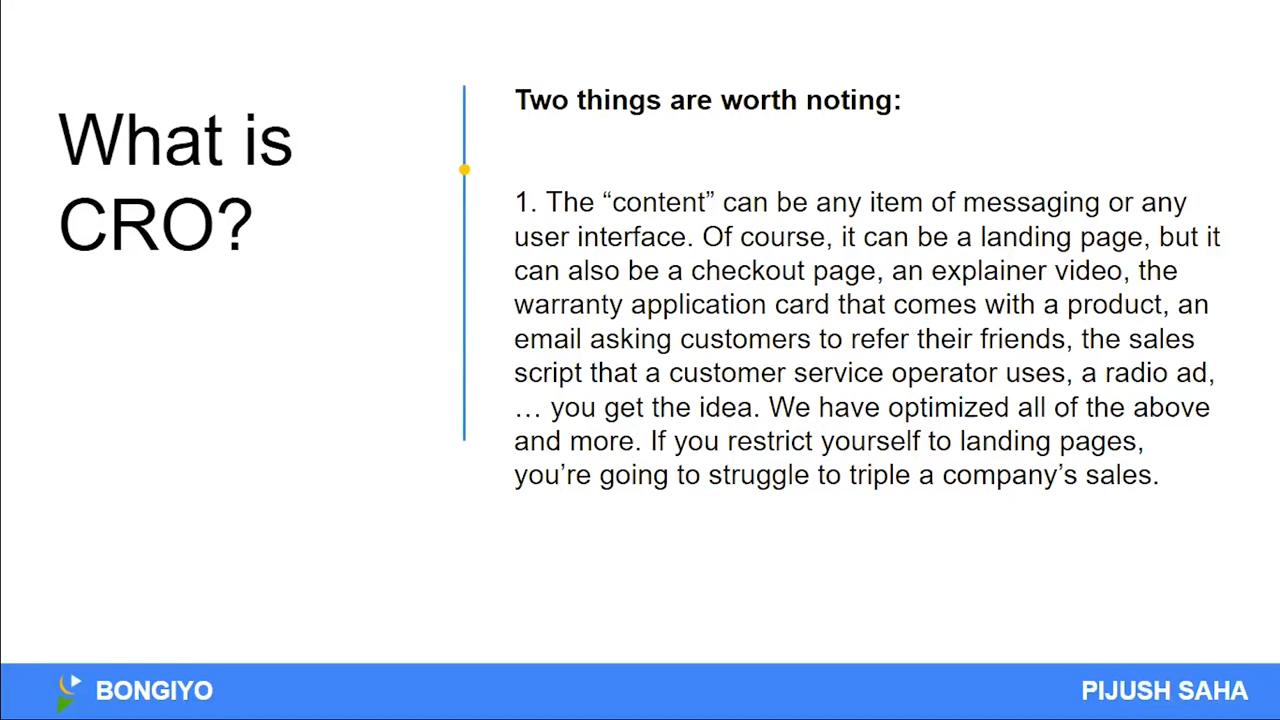 What is
CRO?
Two things are worth noting:
1. The “content” can be any item of messaging or any
user interface. Of course, it can be a landing page, but it
can also be a checkout page, an explainer video, the
warranty application card that comes with a product, an
email asking customers to refer their friends, the sales
script that a customer service operator uses, a radio ad,
… you get the idea. We have optimized all of the above
and more. If you restrict yourself to landing pages,
you’re going to struggle to triple a company’s sales.
BONGIYO
PIJUSH SAHA